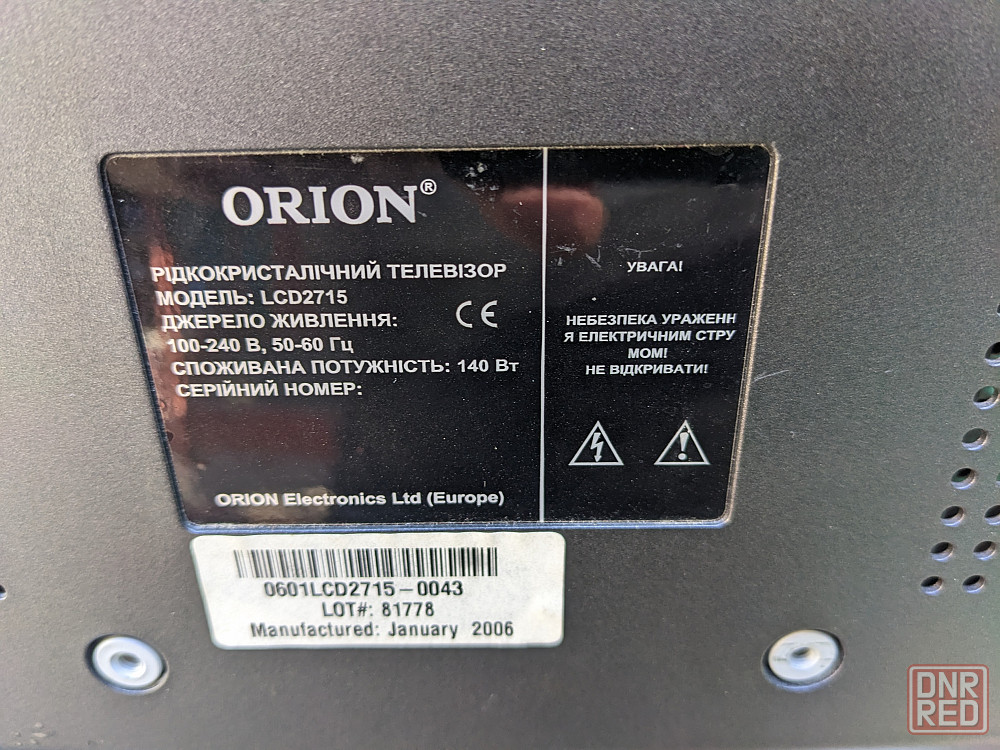 ORION®
РІДКОКРИСТАЛІЧНИЙ ТЕЛЕВІЗОР
МОДЕЛЬ: LCD2715
ДЖЕРЕЛО ЖИВЛЕННЯ:
100-240 В, 50-60 Гц
СПОЖИВАНА ПОТУЖНІСТЬ: 140 Вт
СЕРІЙНИЙ НОМЕР:
CE
ORION Electronics Ltd (Europe)
УВАГА!
НЕБЕЗПЕКА УРАЖЕНН
Я ЕЛЕКТРИЧНИМ СТРУ
МОМ!
НЕ ВІДКРИВАТИ!
0601LCD2715-0043
LOT#: 81778
Manufactured: January 2006
DNR
RED